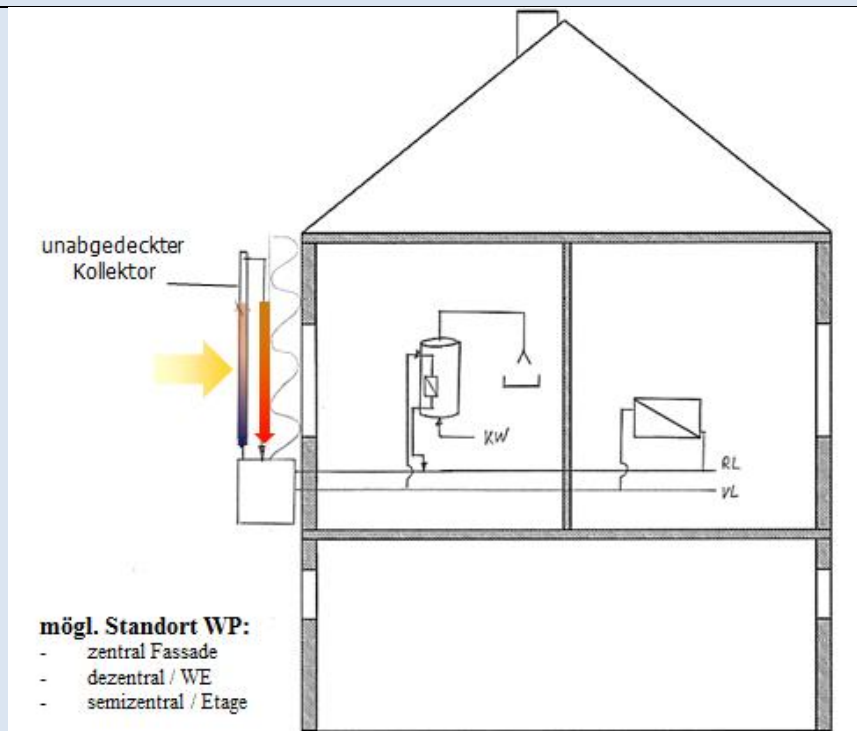 unabgedeckter
Kollektor
KW
RL
VL
mögl. Standort WP:
- zentral Fassade
- dezentral / WE
- semizentral / Etage